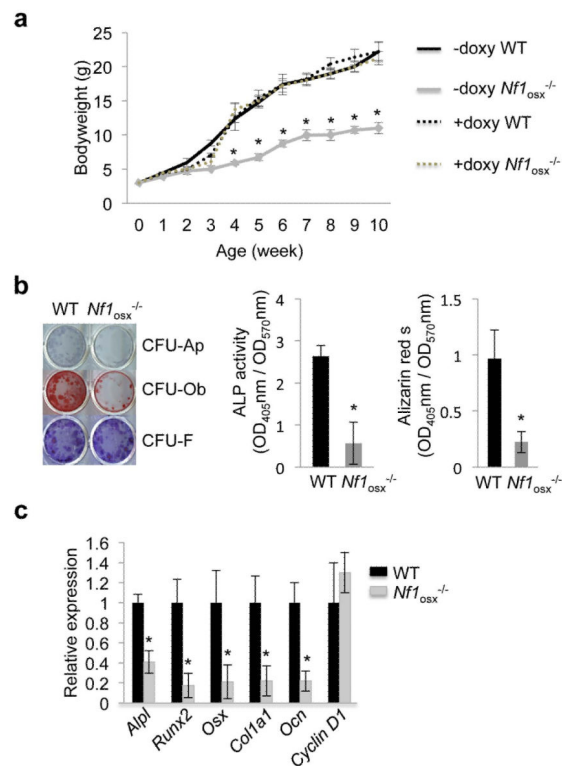 a
25
20
15
10
5
0
Bodyweight (g)
* * * * * * *
0 1 2 3 4 5 6 7 8 9 10
Age (week)
-doxy WT
-doxy Nf1osx-/-
+doxy WT
+doxy Nf1osx-/-
b
WT Nf1osx-/-
CFU-Ap
CFU-Ob
CFU-F
ALP activity
(OD405nm / OD570nm)
4
3
2
1
0
*
WT Nf1osx-/-
Alizarin red s
(OD405nm / OD570nm)
1.5
1
0.5
0
*
WT Nf1osx-/-
c
Relative expression
1.6
1.4
1.2
1
0.8
0.6
0.4
0.2
0
* * * * *
Alpl
Runx2
Osx
Col1a1
Ocn
Cyclin D1
WT
Nf1osx-/-